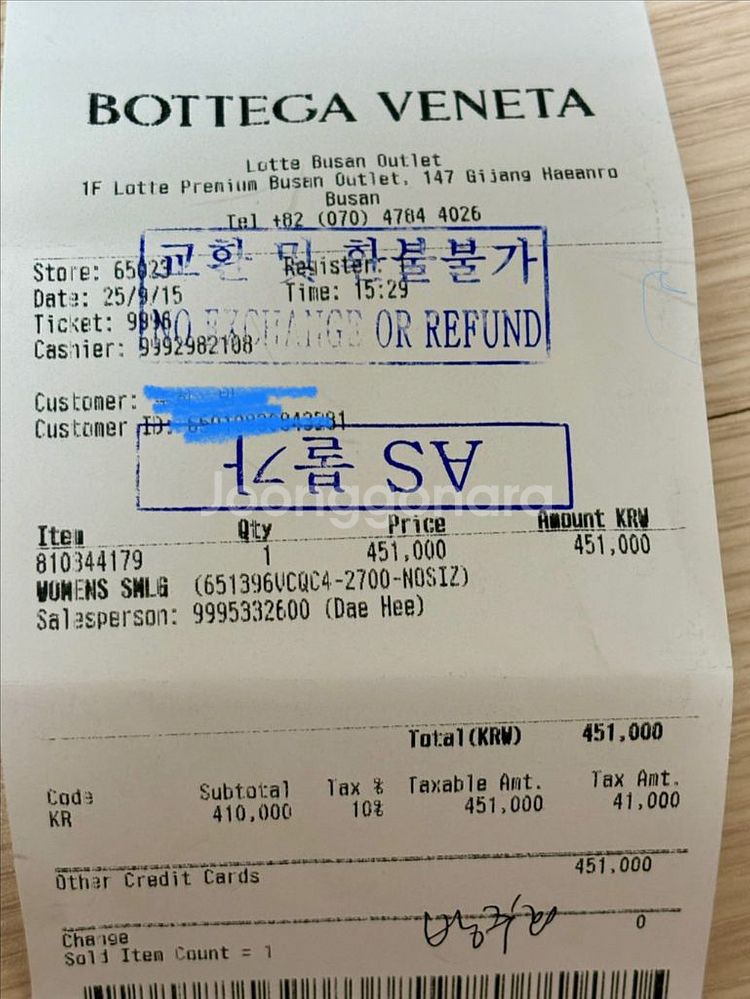 BOTTEGA VENETA
Lotte Busan Outlet
1F Lotte Premium Busan Outlet, 147 Gijang Haeanro
Busan
Tel +82 (070) 4784 4026
교환 및 환불불가
Store: 65023 Register:
Date: 25/9/15 Time: 15:29
NO EXCHANGE OR REFUND
Ticket: 9996
Cashier: 9992982108
Customer:
Customer ID:
AS 불가
Joonggonara
Item Qty Price Amount KRW
810344179 1 451,000 451,000
WOMENS SMLG (651396VCQC4-2700-NOSIZ)
Salesperson: 9995332600 (Dae Hee)
Total(KRW) 451,000
Code Subtotal Tax % Taxable Amt. Tax Amt.
KR 410,000 10% 451,000 41,000
Other Credit Cards 451,000
Change 0
Sold Item Count = 1